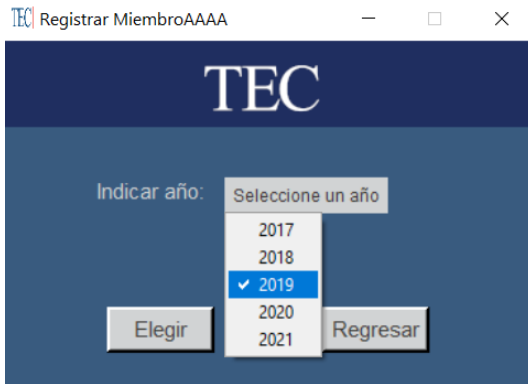 TEC Registrar MiembroAAAA
TEC
Indicar año:
Seleccione un año
2017
2018
2019
2020
2021
Elegir
Regresar